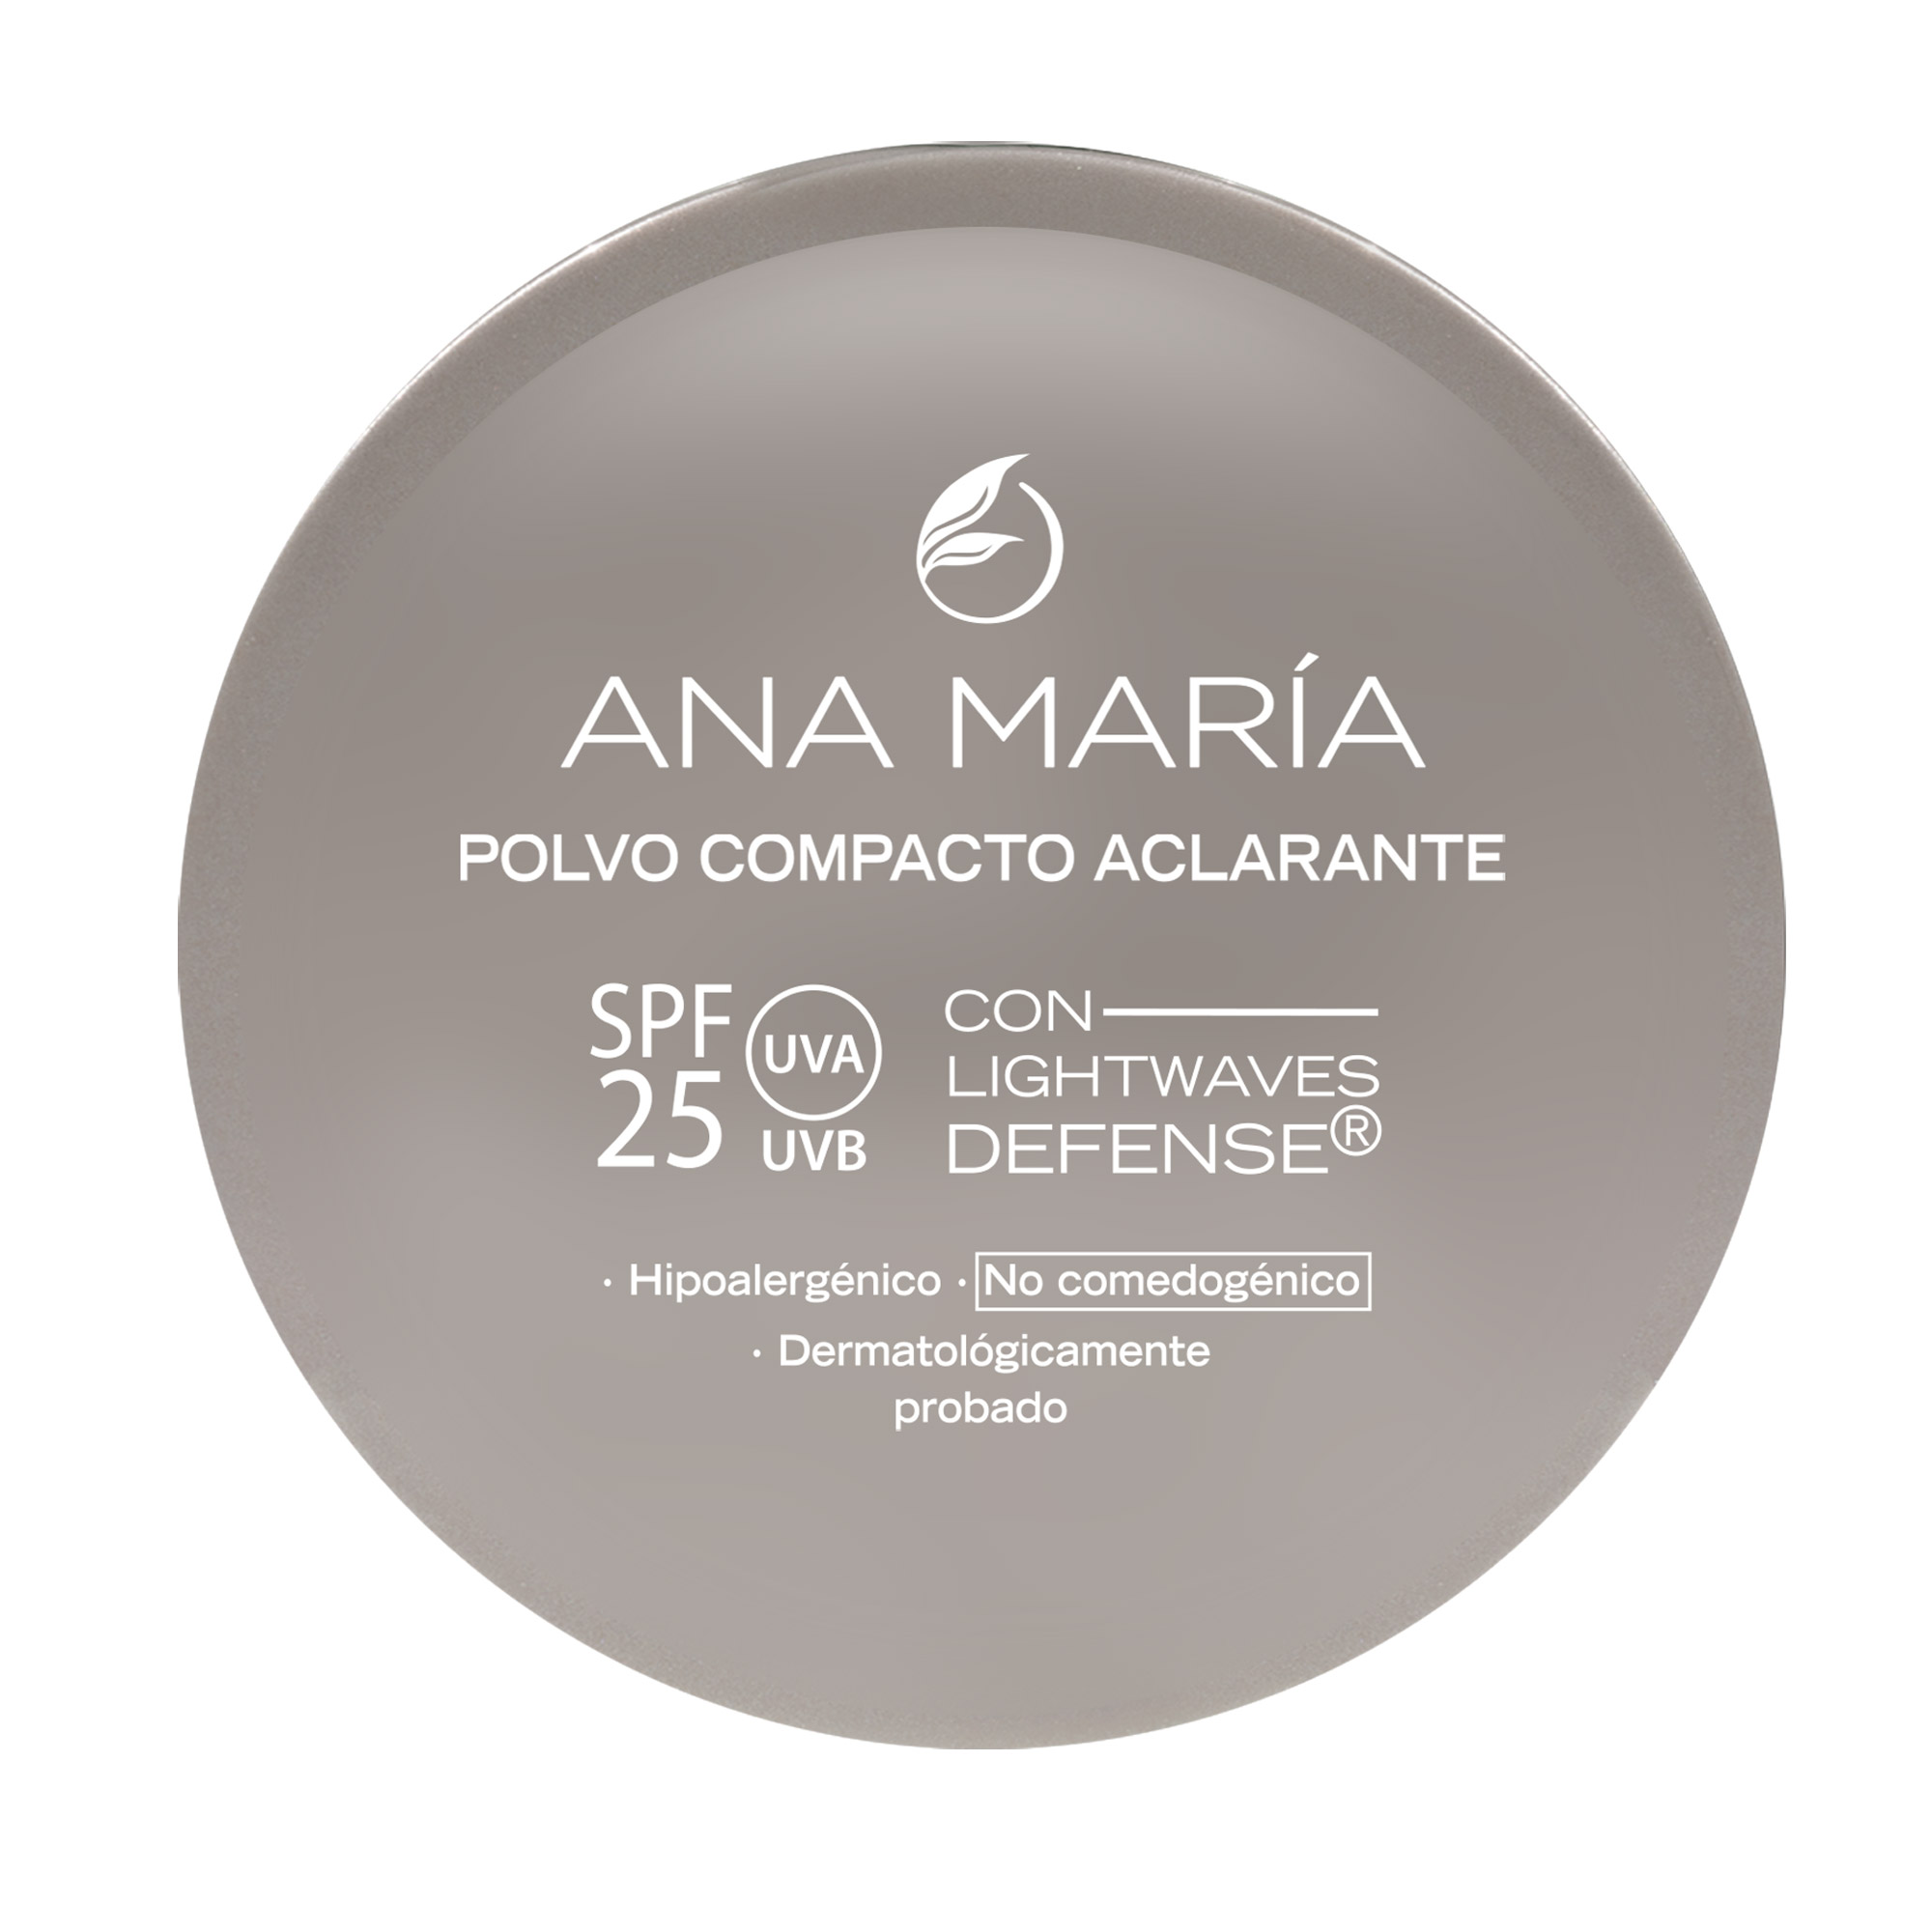 ANA MARÍA
POLVO COMPACTO ACLARANTE
SPF
25
UVA
UVB
CON
LIGHTWAVES
DEFENSE®
· Hipoalergénico · No comedogénico
· Dermatológicamente
probado